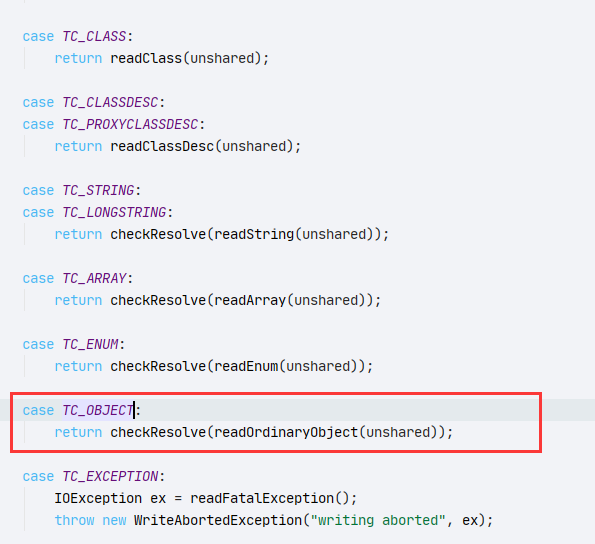 case TC_CLASS:
return readClass(unshared);
case TC_CLASSDESC:
case TC_PROXYCLASSDESC:
return readClassDesc(unshared);
case TC_STRING:
case TC_LONGSTRING:
return checkResolve(readString(unshared));
case TC_ARRAY:
return checkResolve(readArray(unshared));
case TC_ENUM:
return checkResolve(readEnum(unshared));
case TC_OBJECT:
return checkResolve(readOrdinaryObject(unshared));
case TC_EXCEPTION:
IOException ex = readFatalException();
throw new WriteAbortedException("writing aborted", ex);